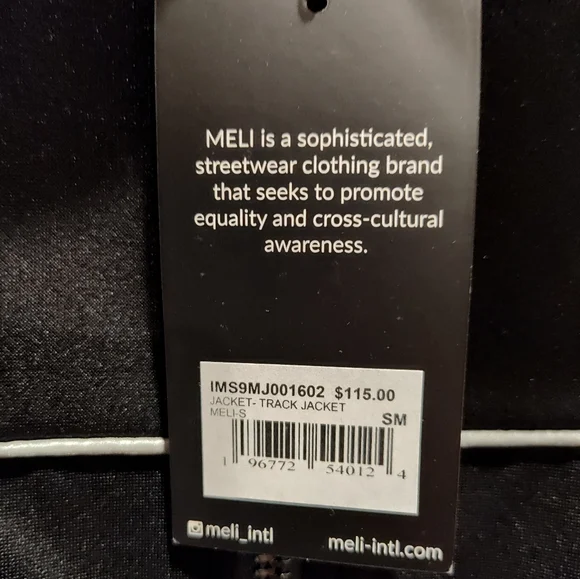 MELI is a sophisticated,
streetwear clothing brand
that seeks to promote
equality and cross-cultural
awareness.
IMS9MJ001602 $115.00
JACKET- TRACK JACKET
MELI-S SM
1 96772 54012 4
meli_intl meli-intl.com